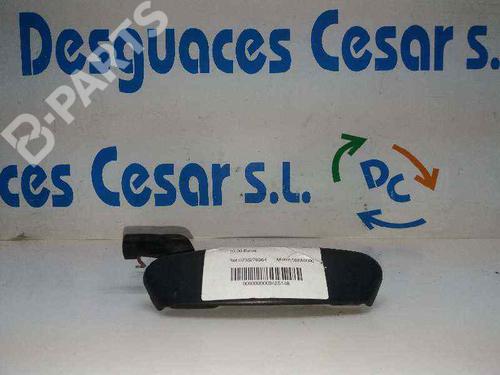 Desguaces Cesar s.
B-PARTS
ces Cesar S.L.
DC